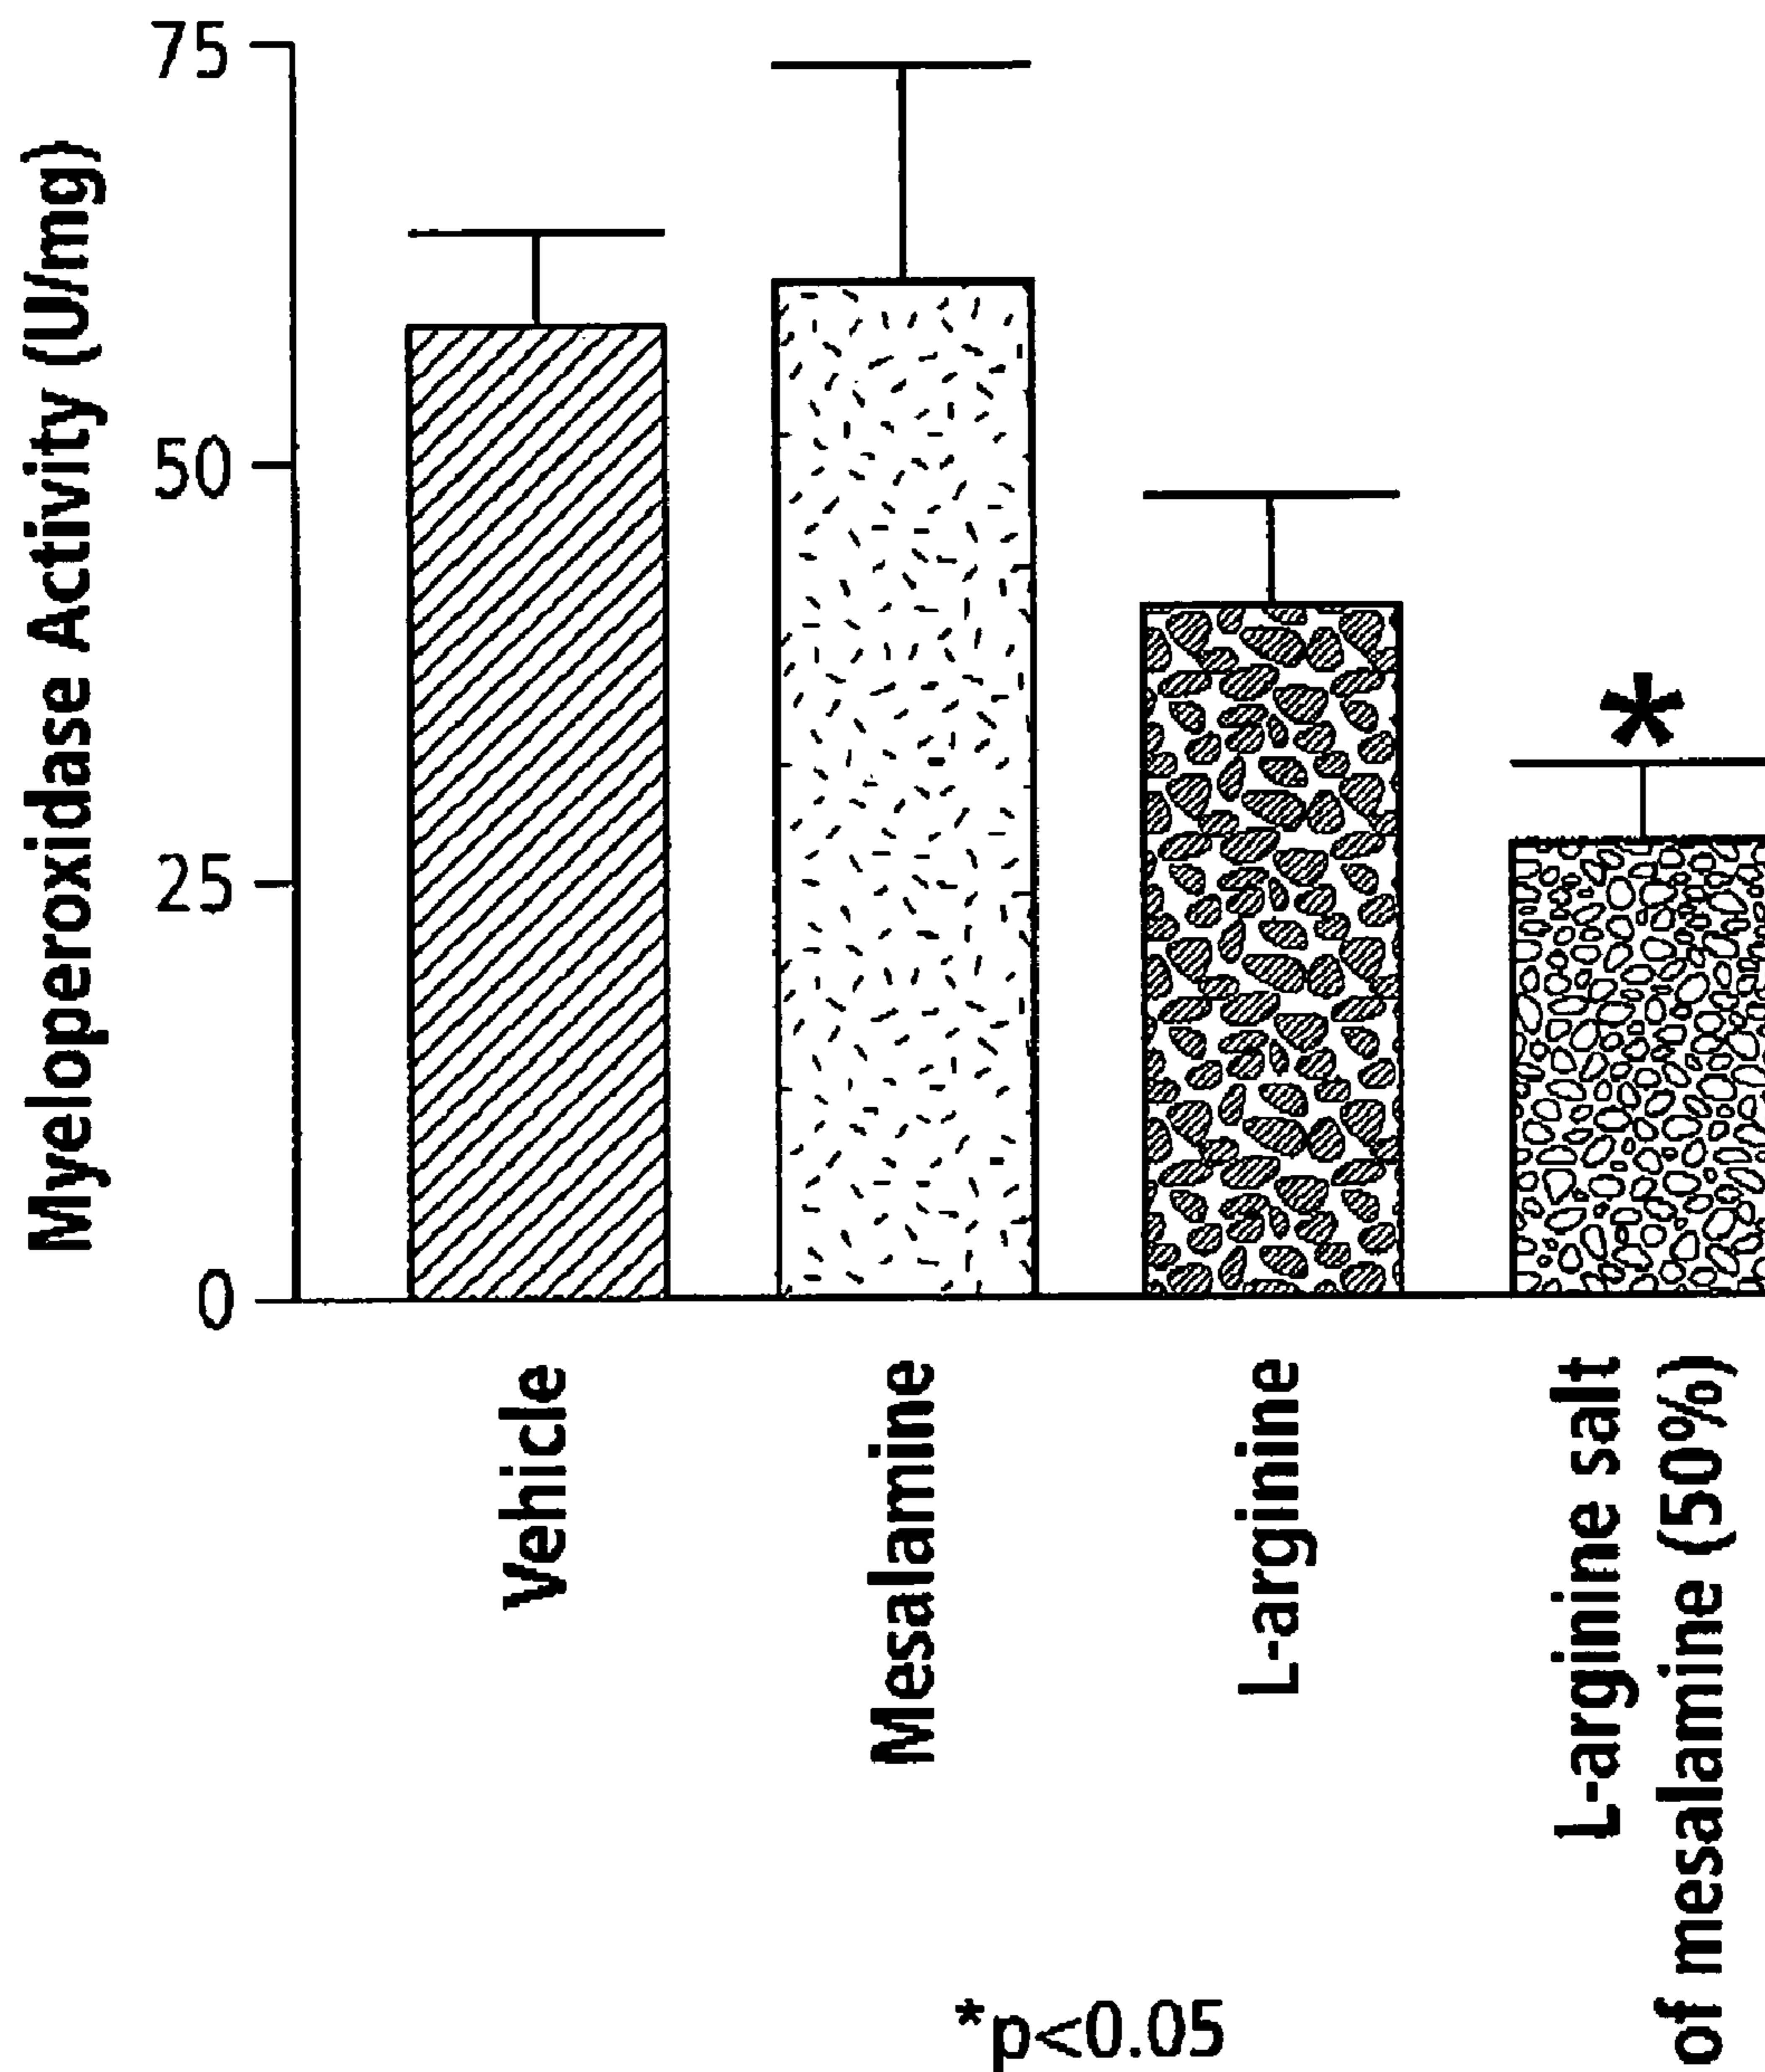 Myeloperoxidase Activity (U/mg)
75
50
25
0
Vehicle
Mesalamine
L-arginine
L-arginine salt
of mesalamine (50%)
*
*p<0.05